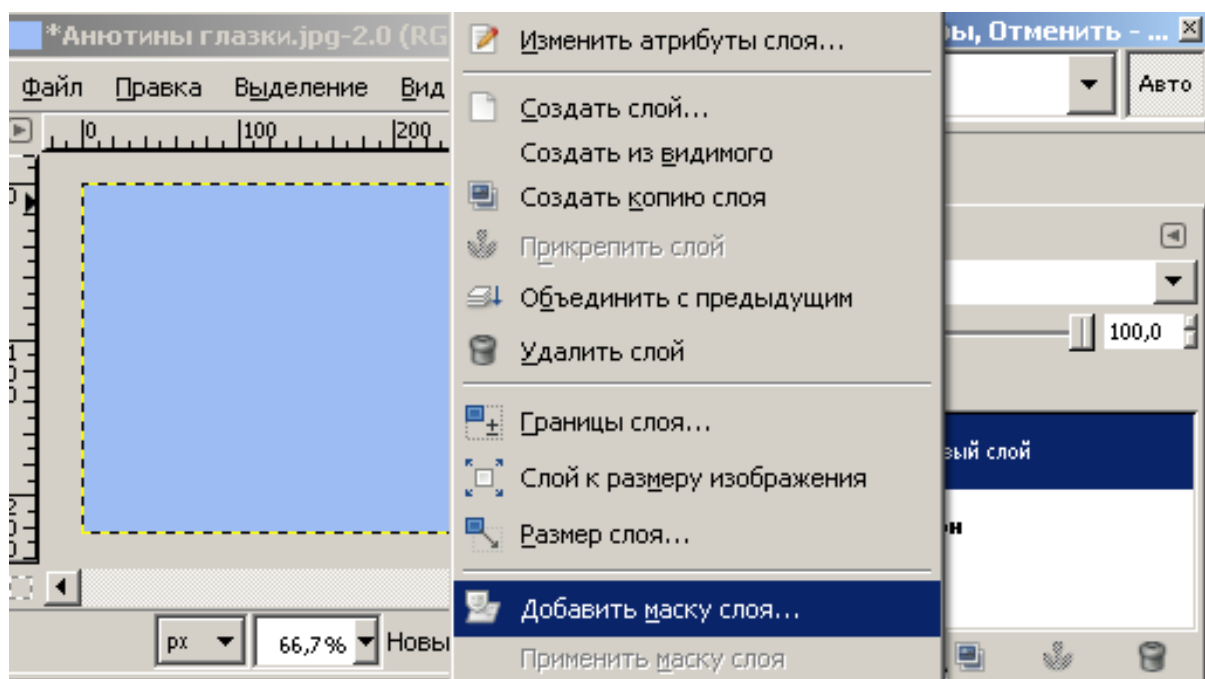 *Анютины глазки.jpg-2.0 (RG
Файл Правка Выделение Вид
0 100 200
px 66,7% Новы
Изменить атрибуты слоя...
Создать слой...
Создать из видимого
Создать копию слоя
Прикрепить слой
Объединить с предыдущим
Удалить слой
Границы слоя...
Слой к размеру изображения
Размер слоя...
Добавить маску слоя...
Применить маску слоя
ры, Отменить - ...
Авто
100,0
вый слой
он